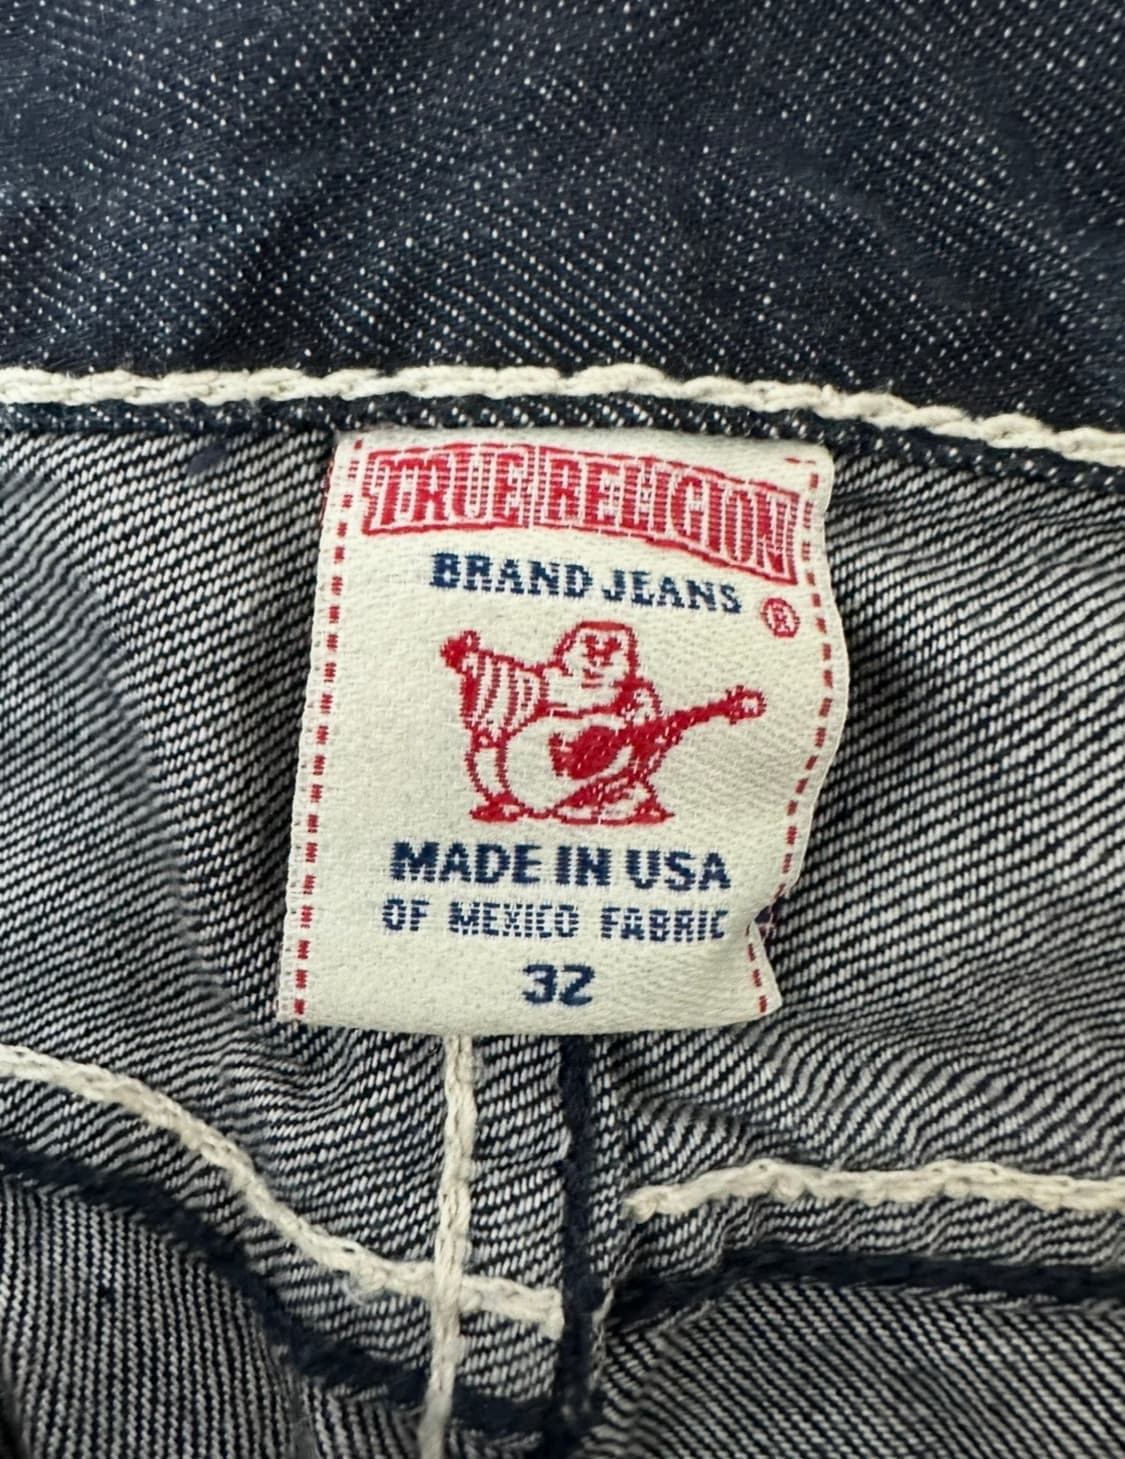 TRUE RELIGION
BRAND JEANS
®
MADE IN USA
OF MEXICO FABRIC
32